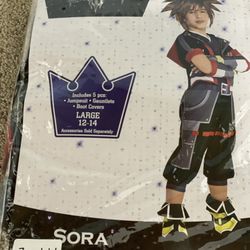 Includes 5 pcs:
• Jumpsuit • Gauntlets
• Boot Covers
LARGE
12-14
Accessories Sold Separately
SORA